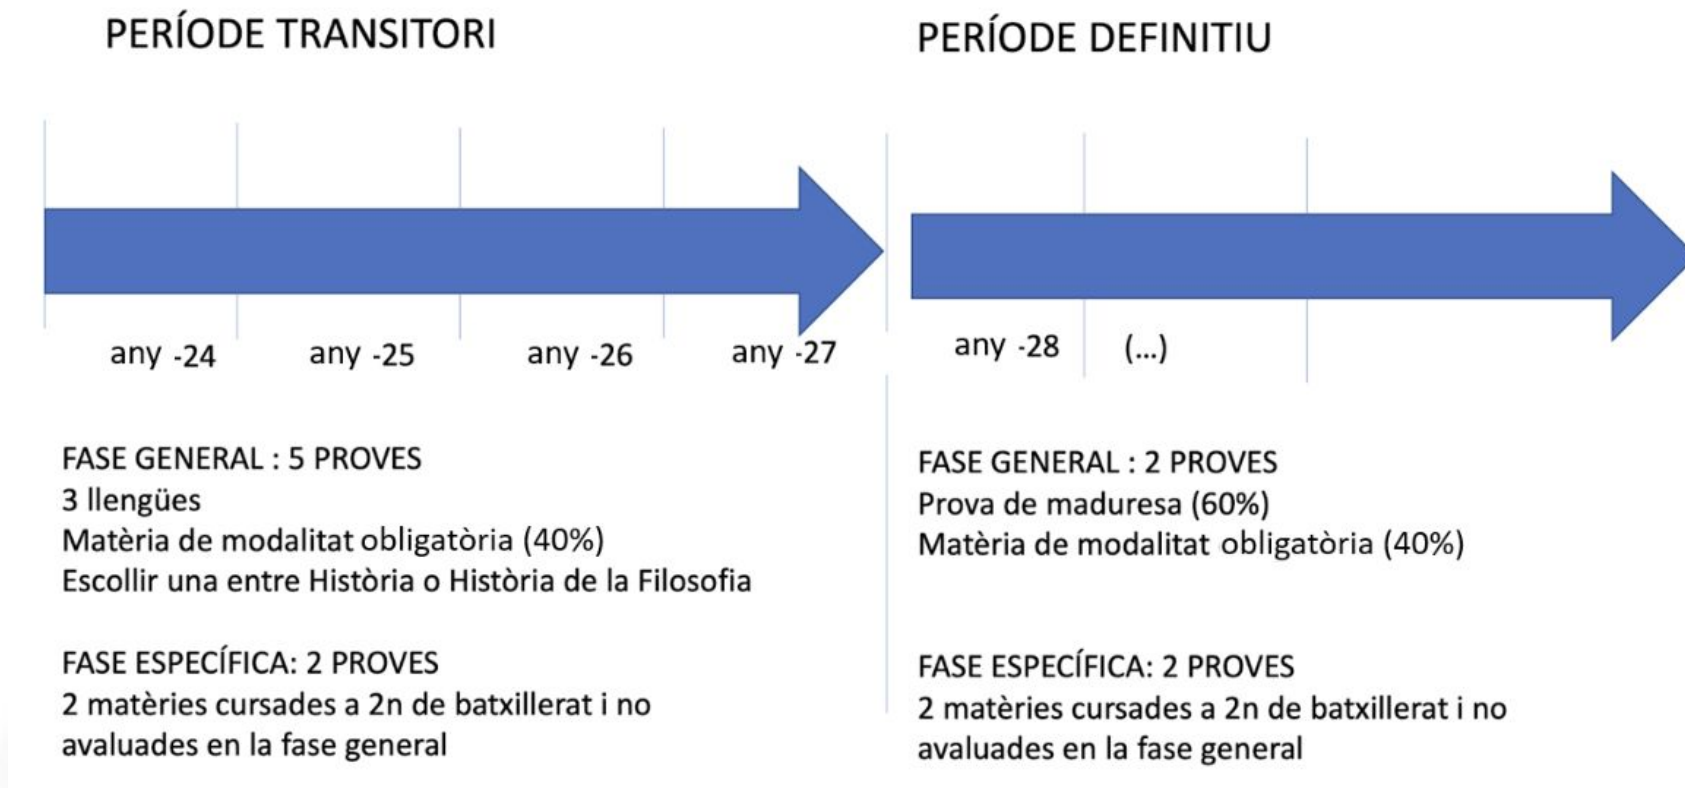 PERÍODE TRANSITORI
PERÍODE DEFINITIU
any -24
any -25
any -26
any -27
any -28
(...)
FASE GENERAL : 5 PROVES
3 llengües
Matèria de modalitat obligatòria (40%)
Escollir una entre Història o Història de la Filosofia
FASE ESPECÍFICA: 2 PROVES
2 matèries cursades a 2n de batxillerat i no
avaluades en la fase general
FASE GENERAL : 2 PROVES
Prova de maduresa (60%)
Matèria de modalitat obligatòria (40%)
FASE ESPECÍFICA: 2 PROVES
2 matèries cursades a 2n de batxillerat i no
avaluades en la fase general